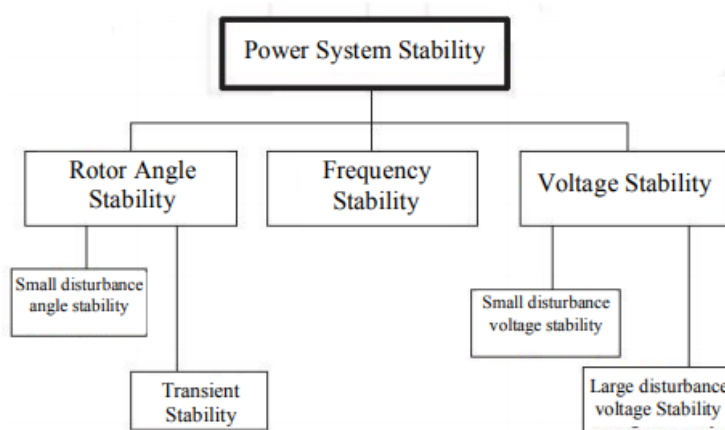 Power System Stability
Rotor Angle
Stability
Frequency
Stability
Voltage Stability
Small disturbance
angle stability
Small disturbance
voltage stability
Transient
Stability
Large disturbance
voltage Stability